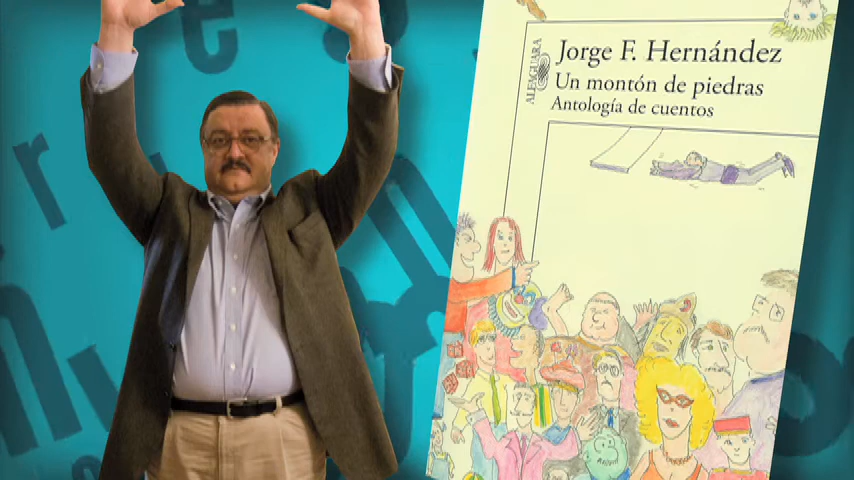 Jorge F. Hernández
Un montón de piedras
Antología de cuentos
ALFAGUARA